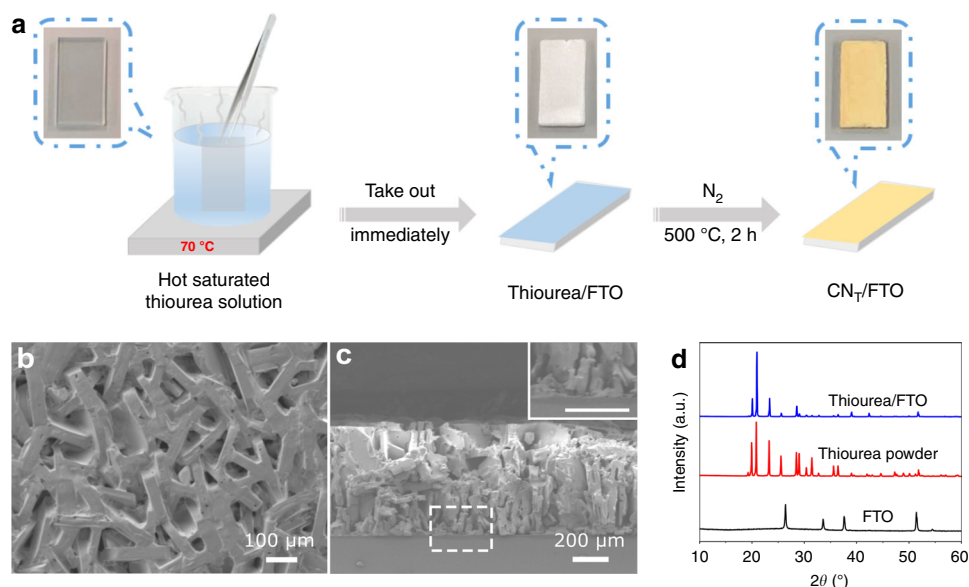 a
70 °C
Hot saturated
thiourea solution
Take out
immediately
Thiourea/FTO
N₂
500 °C, 2 h
CN_T/FTO
b
100 μm
c
200 μm
d
Intensity (a.u.)
Thiourea/FTO
Thiourea powder
FTO
10 20 30 40 50 60
2θ (°)